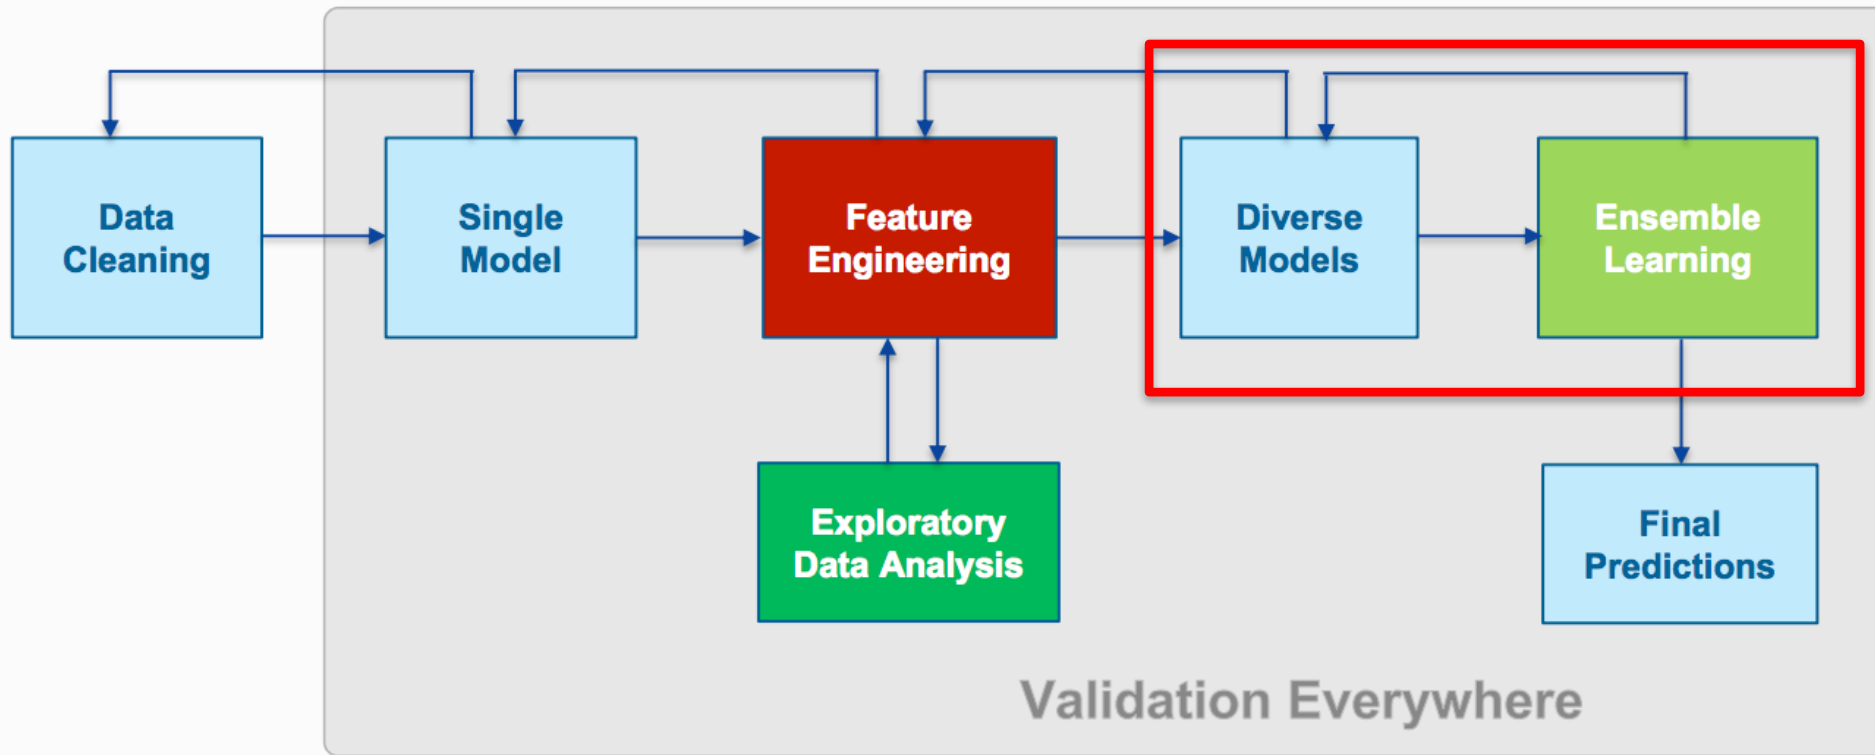 Data
Cleaning
Single
Model
Feature
Engineering
Diverse
Models
Ensemble
Learning
Exploratory
Data Analysis
Final
Predictions
Validation Everywhere